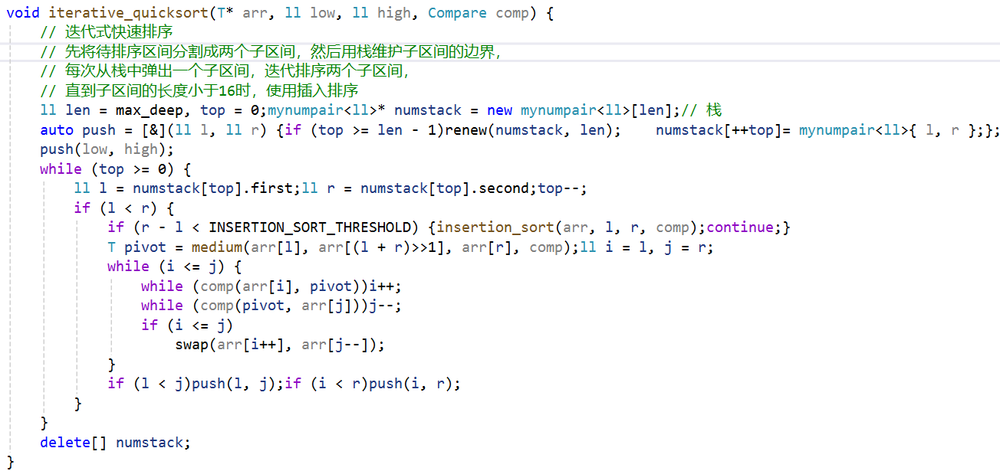 void iterative_quicksort(T* arr, ll low, ll high, Compare comp) {
    // 迭代式快速排序
    // 先将待排序区间分割成两个子区间，然后用栈维护子区间的边界，
    // 每次从栈中弹出一个子区间，迭代排序两个子区间，
    // 直到子区间的长度小于16时，使用插入排序
    ll len = max_deep, top = 0;mynumpair<ll>* numstack = new mynumpair<ll>[len];// 栈
    auto push = [&](ll l, ll r) {if (top >= len - 1)renew(numstack, len);    numstack[++top]= mynumpair<ll>{ l, r };};
    push(low, high);
    while (top >= 0) {
        ll l = numstack[top].first;ll r = numstack[top].second;top--;
        if (l < r) {
            if (r - l < INSERTION_SORT_THRESHOLD) {insertion_sort(arr, l, r, comp);continue;}
            T pivot = medium(arr[l], arr[(l + r)>>1], arr[r], comp);ll i = l, j = r;
            while (i <= j) {
                while (comp(arr[i], pivot))i++;
                while (comp(pivot, arr[j]))j--;
                if (i <= j)
                    swap(arr[i++], arr[j--]);
            }
            if (l < j)push(l, j);if (i < r)push(i, r);
        }
    }
    delete[] numstack;
}